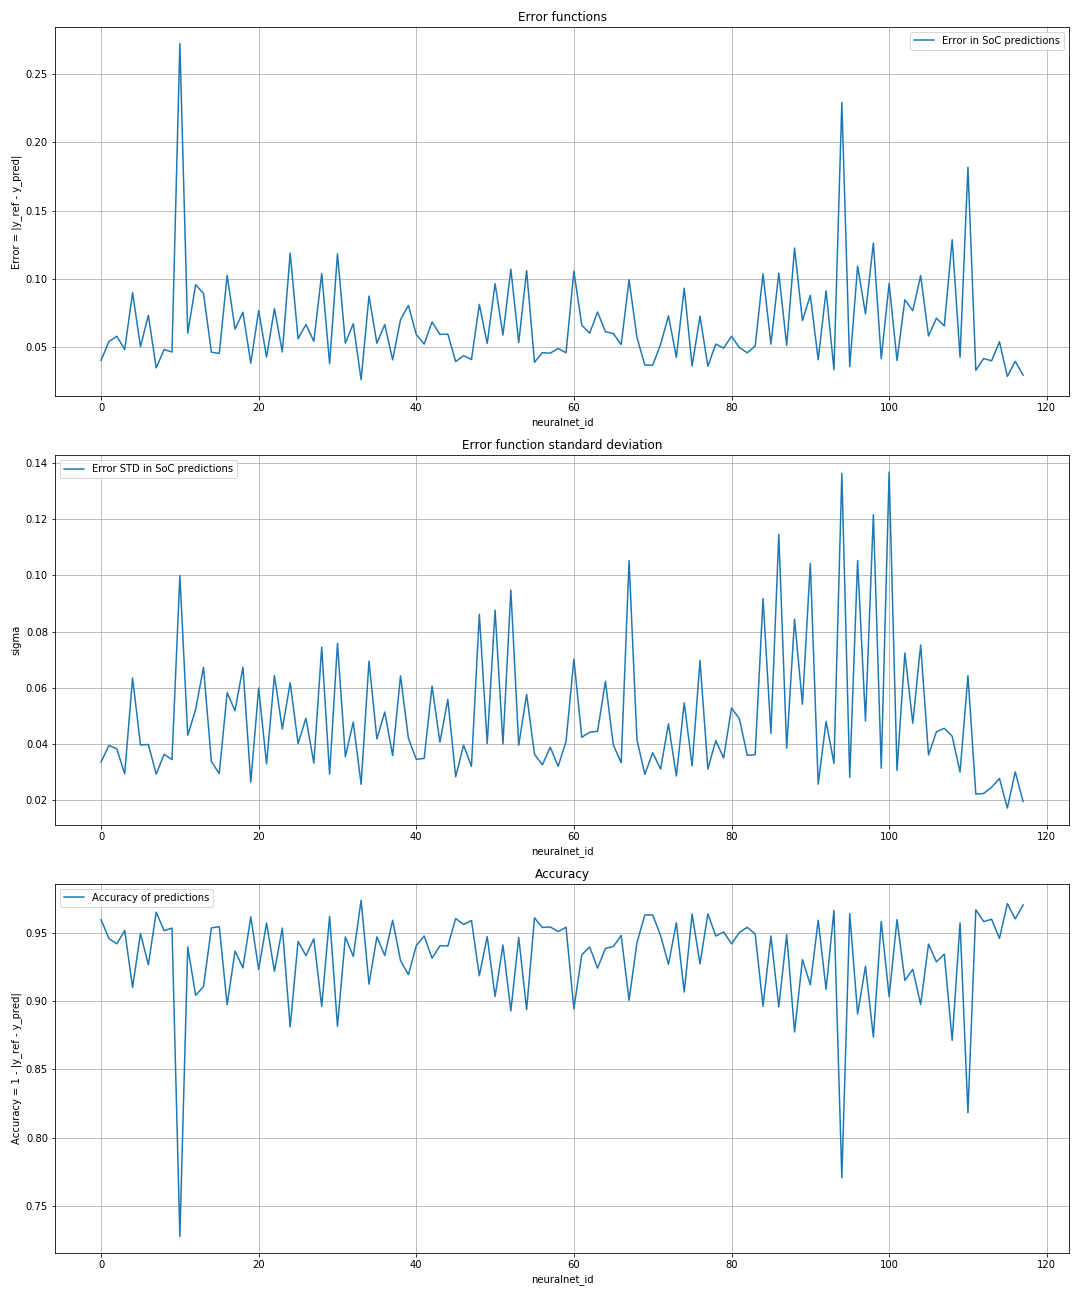 Error functions
Error in SoC predictions
Error = |y_ref - y_pred|
0.25
0.20
0.15
0.10
0.05
0 20 40 60 80 100 120
neuralnet_id
Error function standard deviation
Error STD in SoC predictions
sigma
0.14
0.12
0.10
0.08
0.06
0.04
0.02
0 20 40 60 80 100 120
neuralnet_id
Accuracy
Accuracy of predictions
Accuracy = 1 - |y_ref - y_pred|
0.95
0.90
0.85
0.80
0.75
0 20 40 60 80 100 120
neuralnet_id